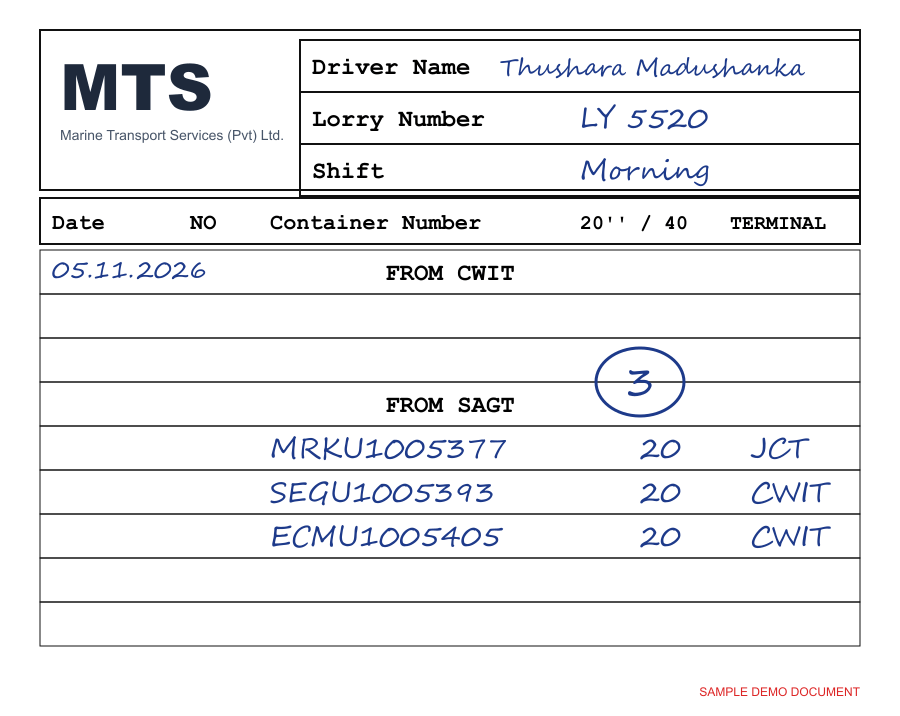 MTS
Marine Transport Services (Pvt) Ltd.
Driver Name Thushara Madushanka
Lorry Number LY 5520
Shift Morning
Date NO Container Number 20'' / 40 TERMINAL
05.11.2026 FROM CWIT
3
FROM SAGT
MRKU1005377 20 JCT
SEGU1005393 20 CWIT
ECMU1005405 20 CWIT
SAMPLE DEMO DOCUMENT